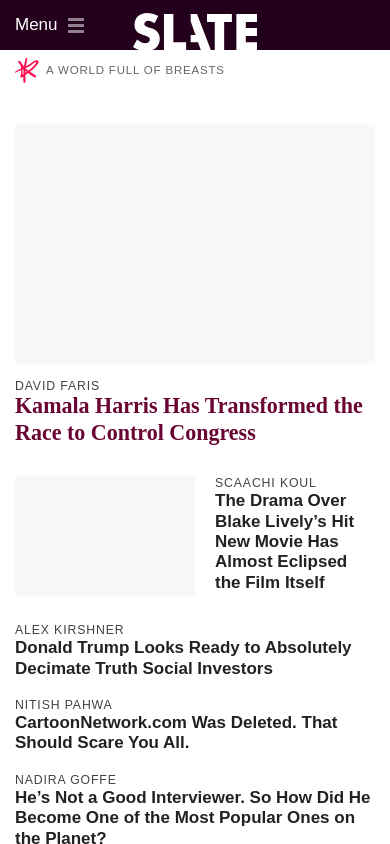 Menu
SLATE
A WORLD FULL OF BREASTS
DAVID FARIS
Kamala Harris Has Transformed the
Race to Control Congress
SCAACHI KOUL
The Drama Over
Blake Lively’s Hit
New Movie Has
Almost Eclipsed
the Film Itself
ALEX KIRSHNER
Donald Trump Looks Ready to Absolutely
Decimate Truth Social Investors
NITISH PAHWA
CartoonNetwork.com Was Deleted. That
Should Scare You All.
NADIRA GOFFE
He’s Not a Good Interviewer. So How Did He
Become One of the Most Popular Ones on
the Planet?